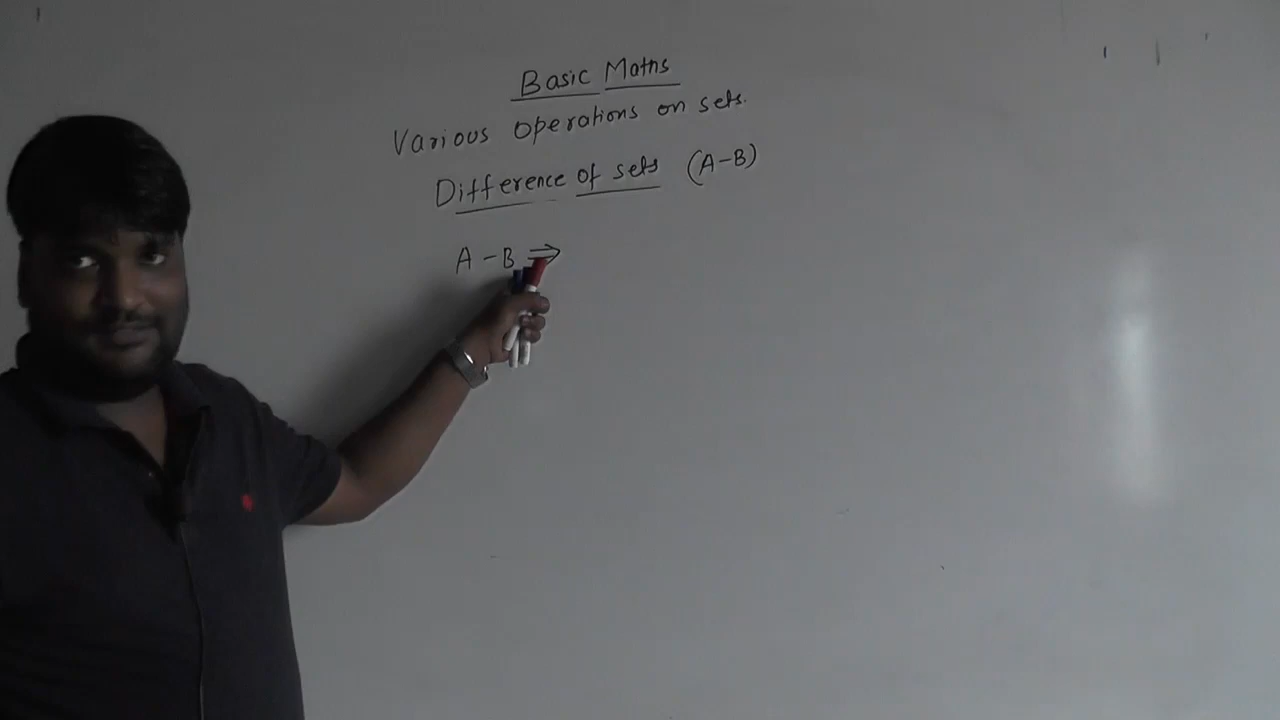 Basic Maths
Various operations on sets.
Difference of sets (A-B)
A - B ⇒